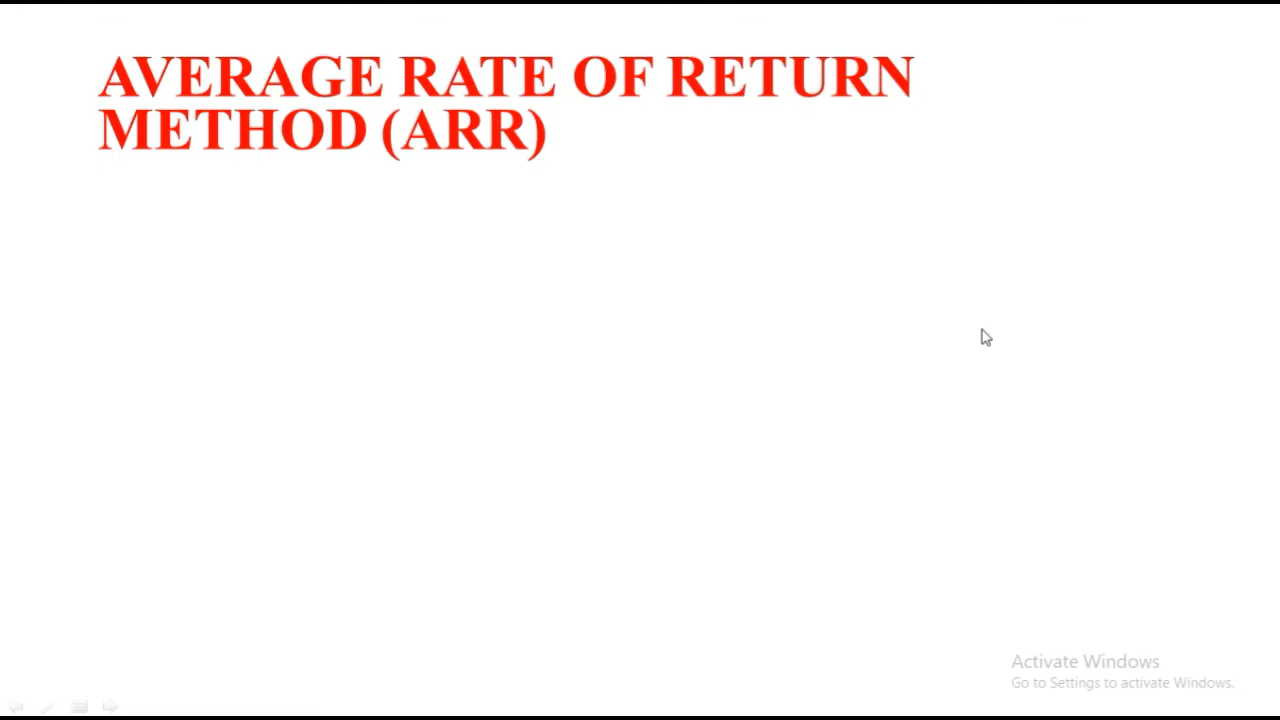 AVERAGE RATE OF RETURN
METHOD (ARR)
Activate Windows
Go to Settings to activate Windows.